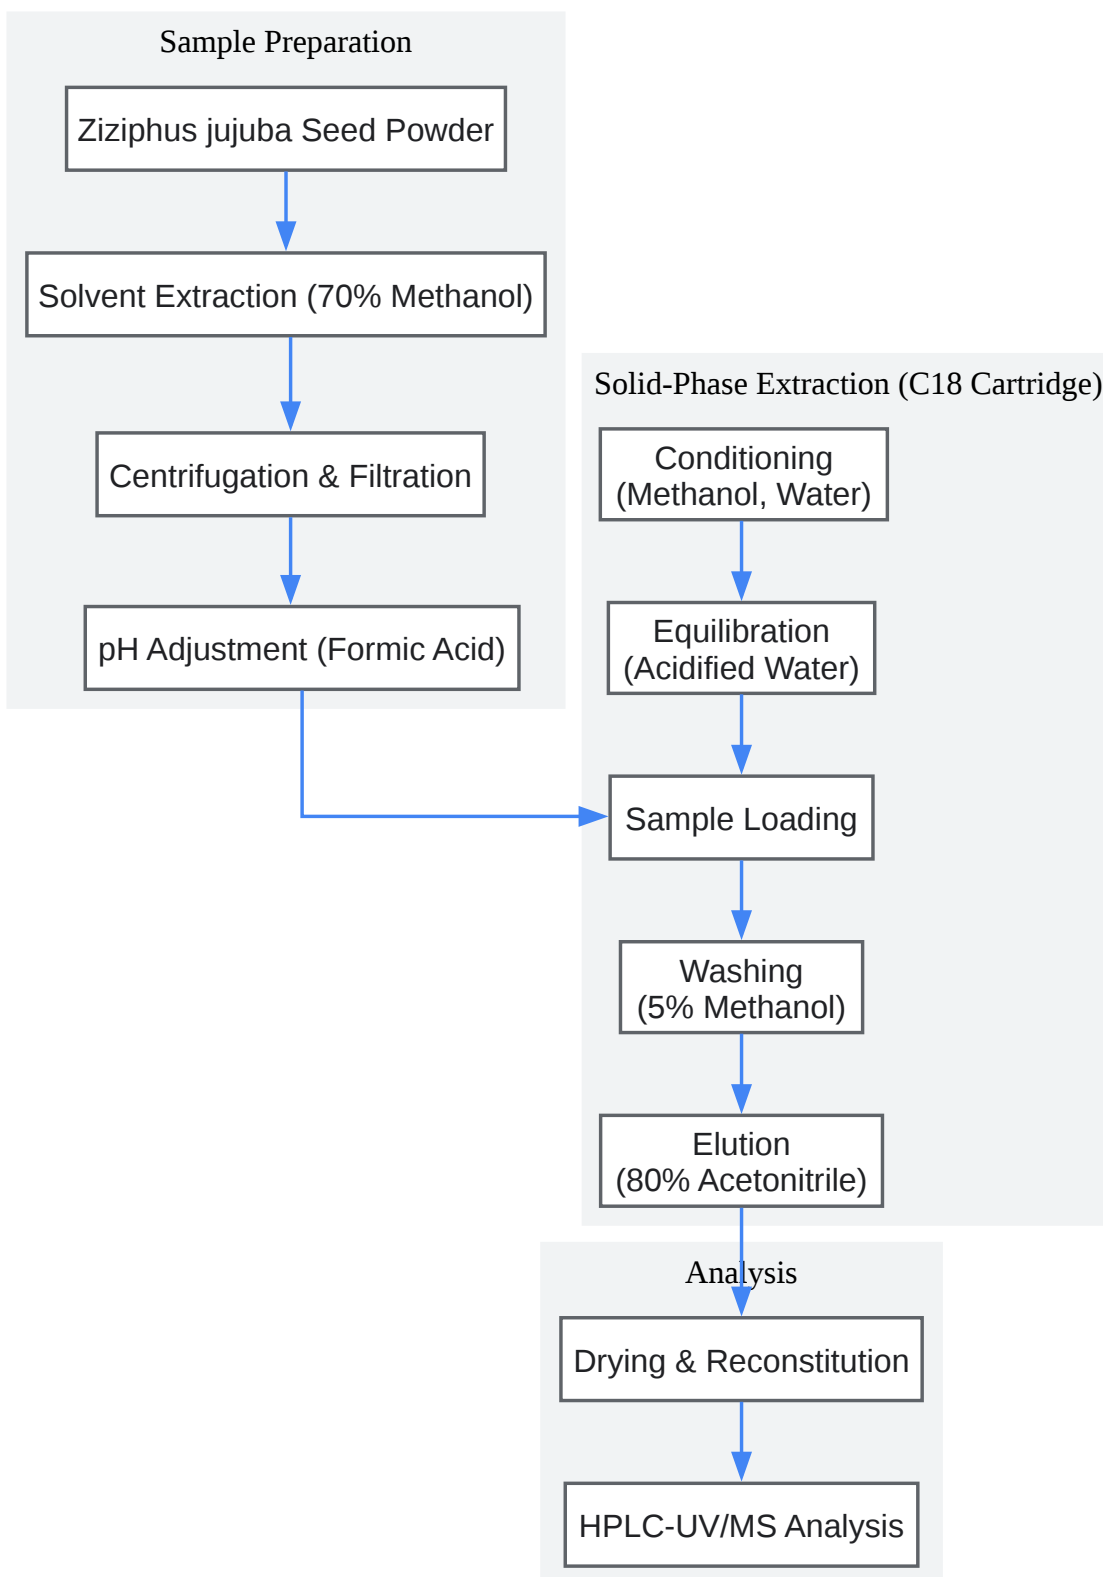 Sample Preparation
Ziziphus jujuba Seed Powder
Solvent Extraction (70% Methanol)
Centrifugation & Filtration
pH Adjustment (Formic Acid)
Solid-Phase Extraction (C18 Cartridge)
Conditioning
(Methanol, Water)
Equilibration
(Acidified Water)
Sample Loading
Washing
(5% Methanol)
Elution
(80% Acetonitrile)
Analysis
Drying & Reconstitution
HPLC-UV/MS Analysis